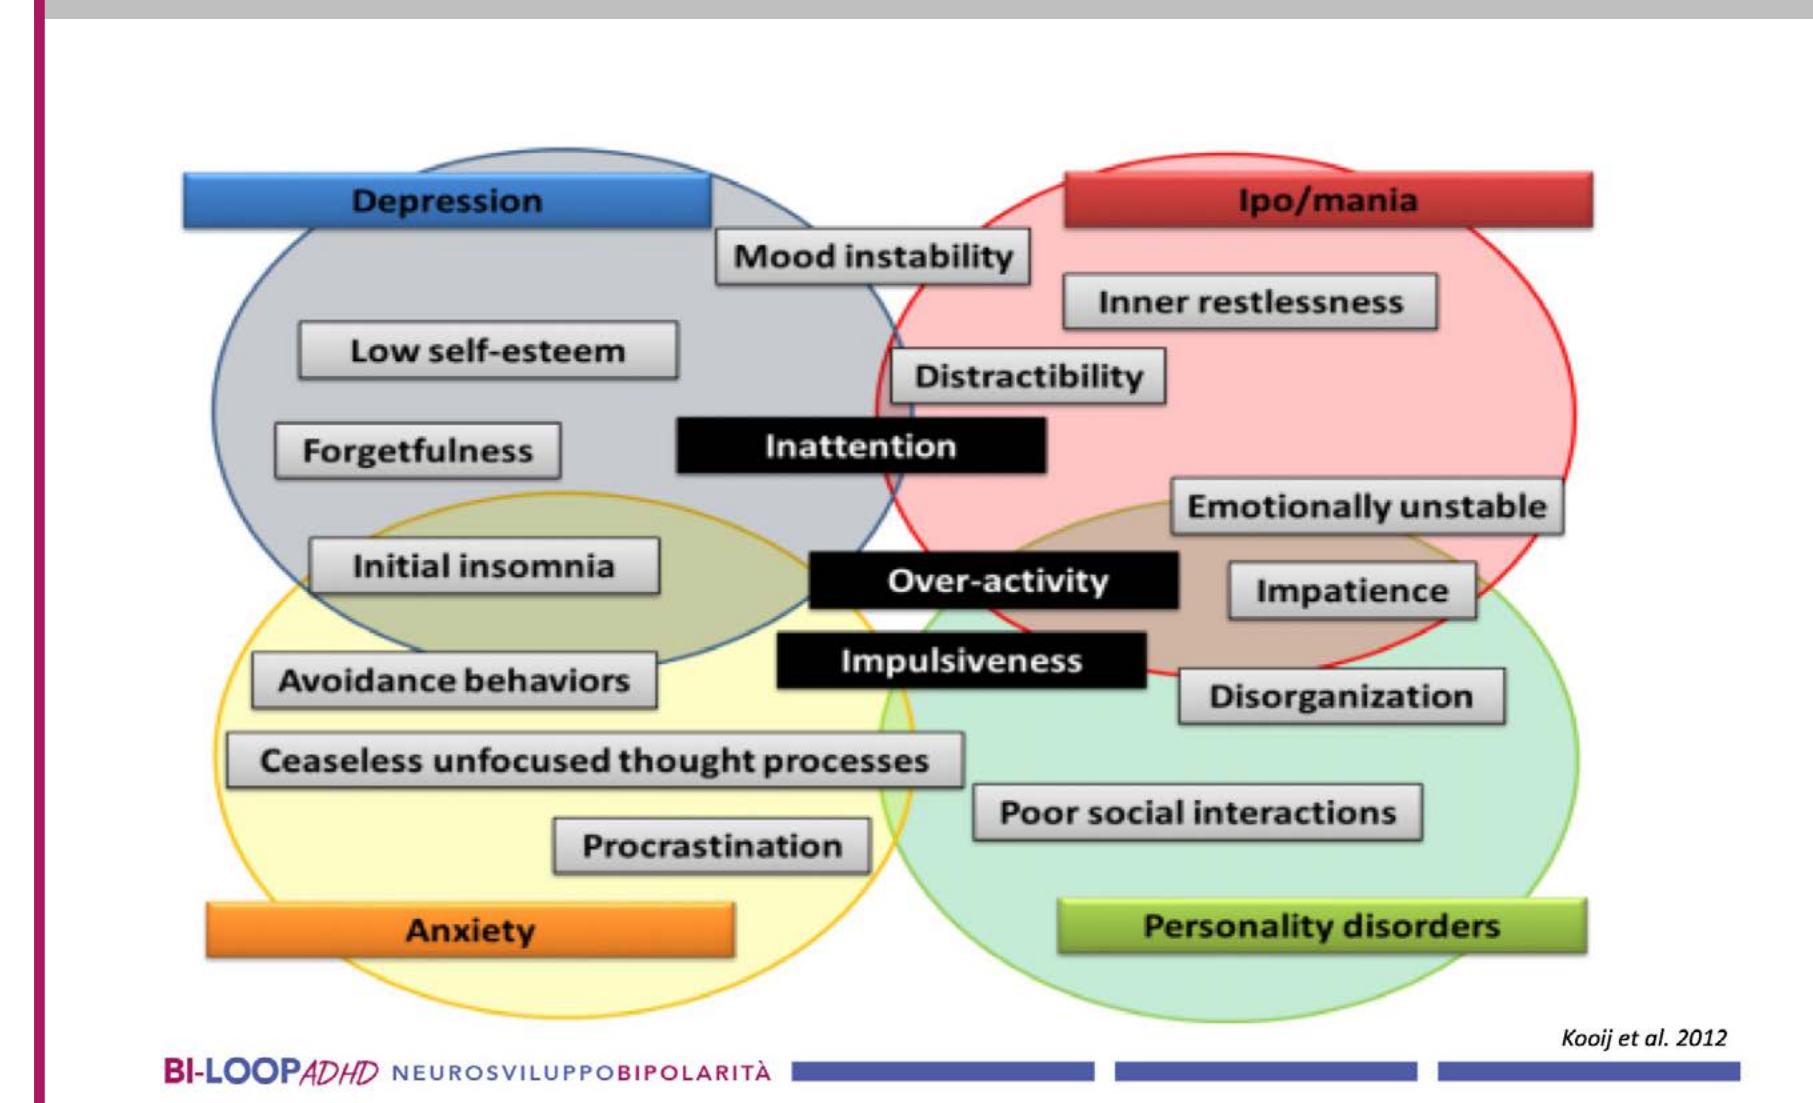 Depression
Ipo/mania
Mood instability
Inner restlessness
Low self-esteem
Distractibility
Forgetfulness
Inattention
Emotionally unstable
Initial insomnia
Over-activity
Impatience
Impulsiveness
Avoidance behaviors
Disorganization
Ceaseless unfocused thought processes
Poor social interactions
Procrastination
Anxiety
Personality disorders
Kooij et al. 2012
BI-LOOPADHD NEUROSVILUPPOBIPOLARITÀ